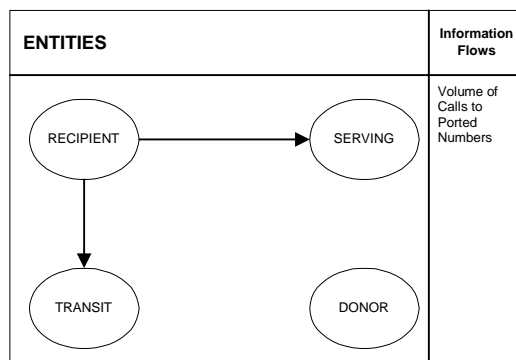 ENTITIES
Information
Flows
Volume of
Calls to
Ported
Numbers
RECIPIENT
SERVING
TRANSIT
DONOR